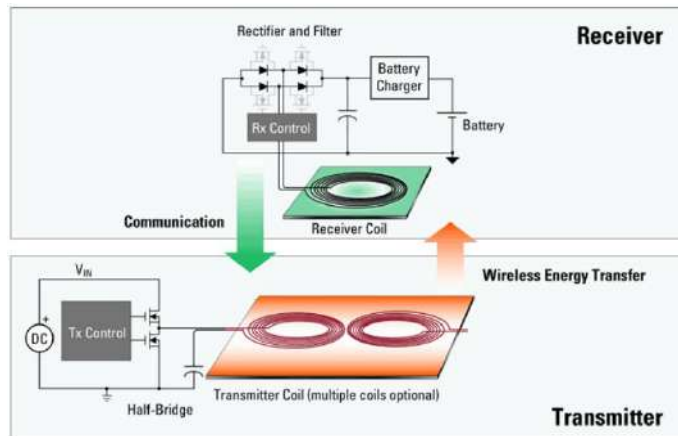 Rectifier and Filter
Receiver
Battery
Charger
Rx Control
Battery
Communication
Receiver Coil
Wireless Energy Transfer
VIN
+
Tx Control
DC
Transmitter Coil (multiple coils optional)
Half-Bridge
Transmitter